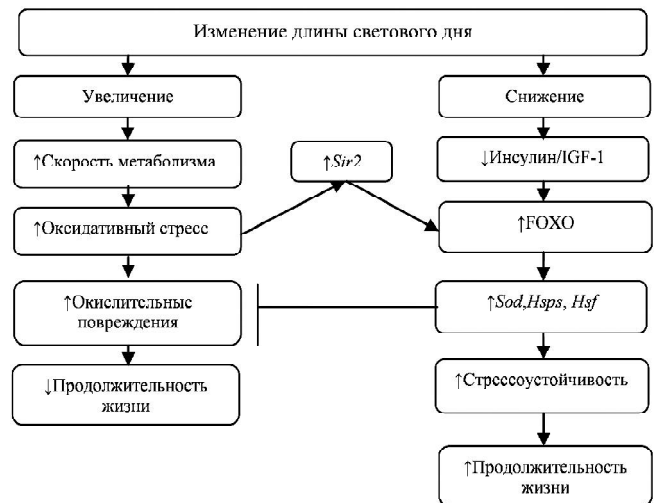 Изменение длины светового дня
Увеличение
Снижение
↑Скорость метаболизма
↑Sir2
↓Инсулин/IGF-1
↑Оксидативный стресс
↑FOXO
↑Окислительные
повреждения
↑Sod,Hsps, Hsf
↓Продолжительность
жизни
↑Стрессоустойчивость
↑Продолжительность
жизни